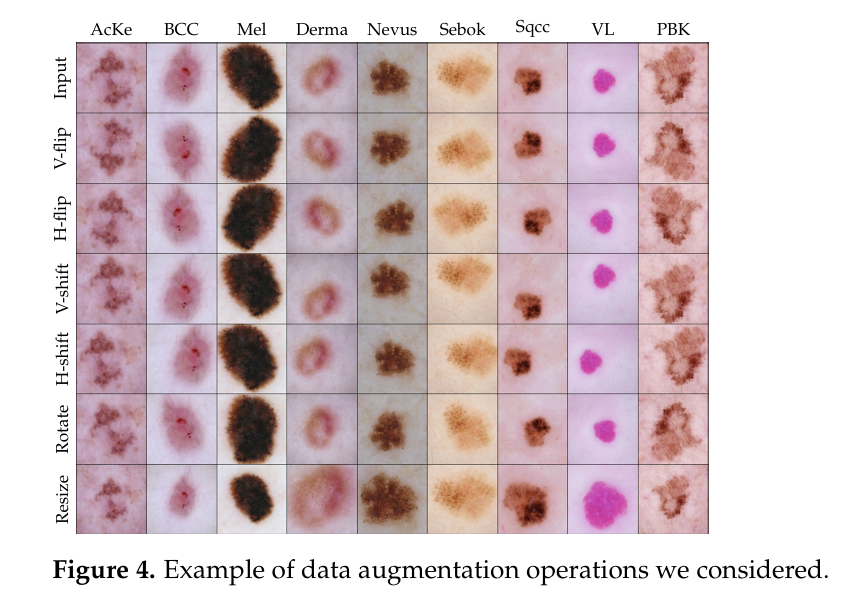 AcKe BCC Mel Derma Nevus Sebok Sqcc VL PBK
Input
V-flip
H-flip
V-shift
H-shift
Rotate
Resize
Figure 4. Example of data augmentation operations we considered.